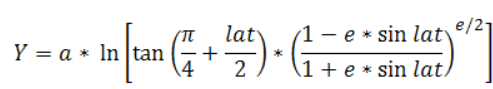 Y = a * ln[tan(π/4 + lat/2) * ((1 − e * sin lat)/(1 + e * sin lat))^(e/2)]